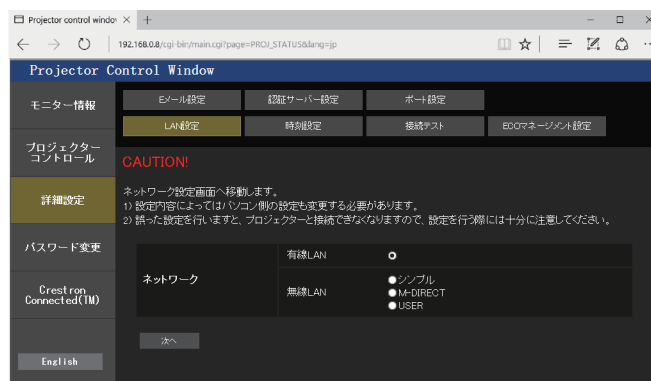 Projector control windo
192.168.0.8/cgi-bin/main.cgi?page=PROJ_STATUS&lang=jp
Projector Control Window
モニター情報
プロジェクター
コントロール
詳細設定
パスワード変更
Crestron
Connected(TM)
English
Eメール設定 認証サーバー設定 ポート設定
LAN設定 時刻設定 接続テスト ECOマネージメント設定
CAUTION!
ネットワーク設定画面へ移動します。
1) 設定内容によってはパソコン側の設定も変更する必要があります。
2) 誤った設定を行いますと、プロジェクターと接続できなくなりますので、設定を行う際には十分に注意してください。
ネットワーク
有線LAN
無線LAN
シンプル
M-DIRECT
USER
次へ